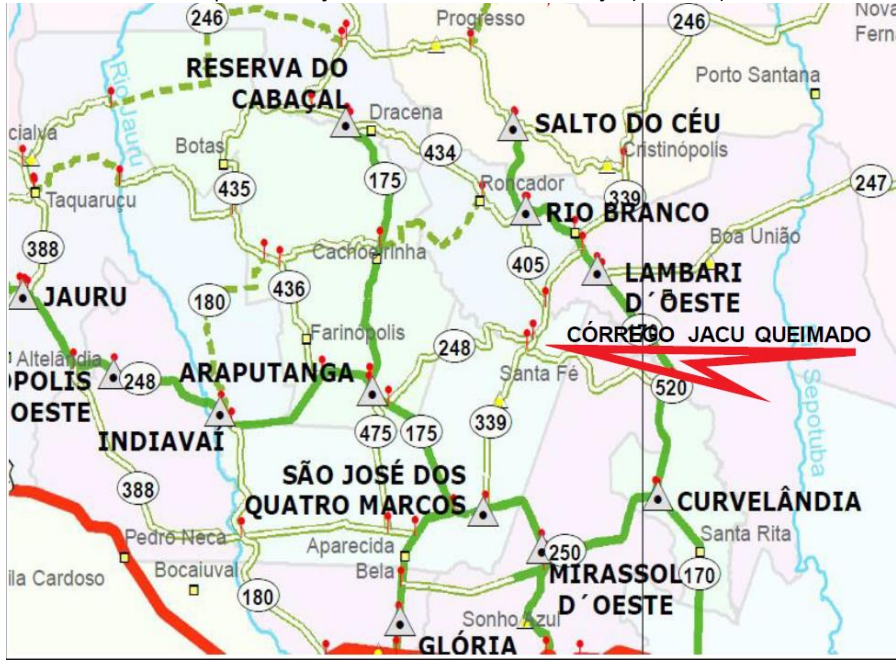 246
Progresso
246
Nova
Fern
RESERVA DO
CABAÇAL
Porto Santana
Rio Jauru
Dracena
SALTO DO CÉU
cialva
Botas
434
Cristinópolis
435
175
Roncador
339
247
Taquaruçu
RIO BRANCO
388
Cachoeirinha
Boa União
405
LAMBARI
D´OESTE
180
436
JAURU
Farinópolis
248
CÓRREGO JACU QUEIMADO
Altelândia
ARAPUTANGA
Santa Fé
OPOLIS
OESTE
248
520
Sepotuba
INDIAVAÍ
475
175
339
388
SÃO JOSÉ DOS
QUATRO MARCOS
CURVELÂNDIA
Pedro Neca
Aparecida
Bela
250
Santa Rita
ila Cardoso
Bocaiuval
180
MIRASSOL
D´OESTE
170
Sonho Azul
GLÓRIA